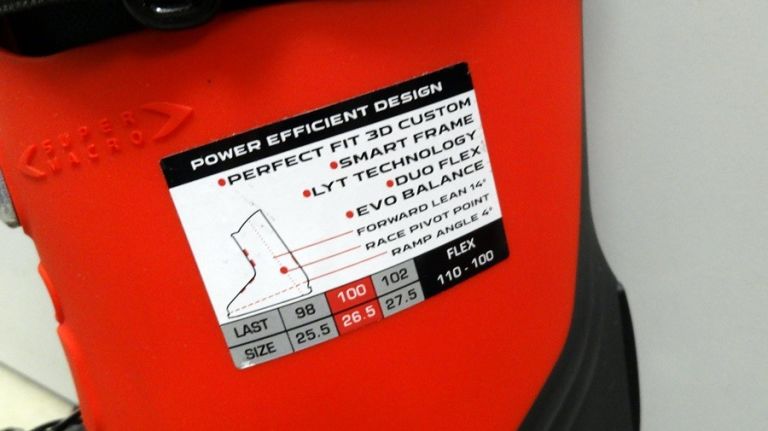 SUPER
MACRO
POWER EFFICIENT DESIGN
•PERFECT FIT 3D CUSTOM
•SMART FRAME
•LYT TECHNOLOGY
•DUO FLEX
•EVO BALANCE
FORWARD LEAN 14°
RACE PIVOT POINT
RAMP ANGLE 4°
LAST 98 100 102 FLEX
SIZE 25.5 26.5 27.5 110 - 100